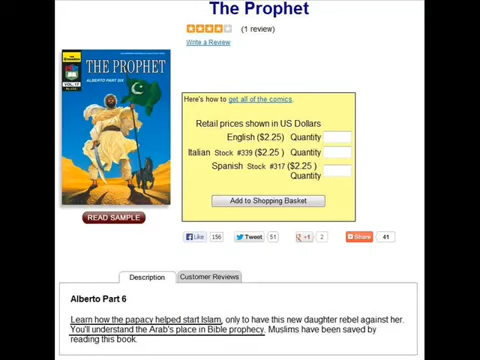 The Prophet
(1 review)
Write a Review
THE PROPHET
ALBERTO PART SIX
VOL. 17
READ SAMPLE
Here's how to get all of the comics.
Retail prices shown in US Dollars
English ($2.25) Quantity
Italian Stock #339 ($2.25 ) Quantity
Spanish Stock #317 ($2.25 )
Quantity
Add to Shopping Basket
Like 156 Tweet 51 +1 2 Share 41
Description Customer Reviews
Alberto Part 6
Learn how the papacy helped start Islam, only to have this new daughter rebel against her.
You'll understand the Arab's place in Bible prophecy. Muslims have been saved by
reading this book.